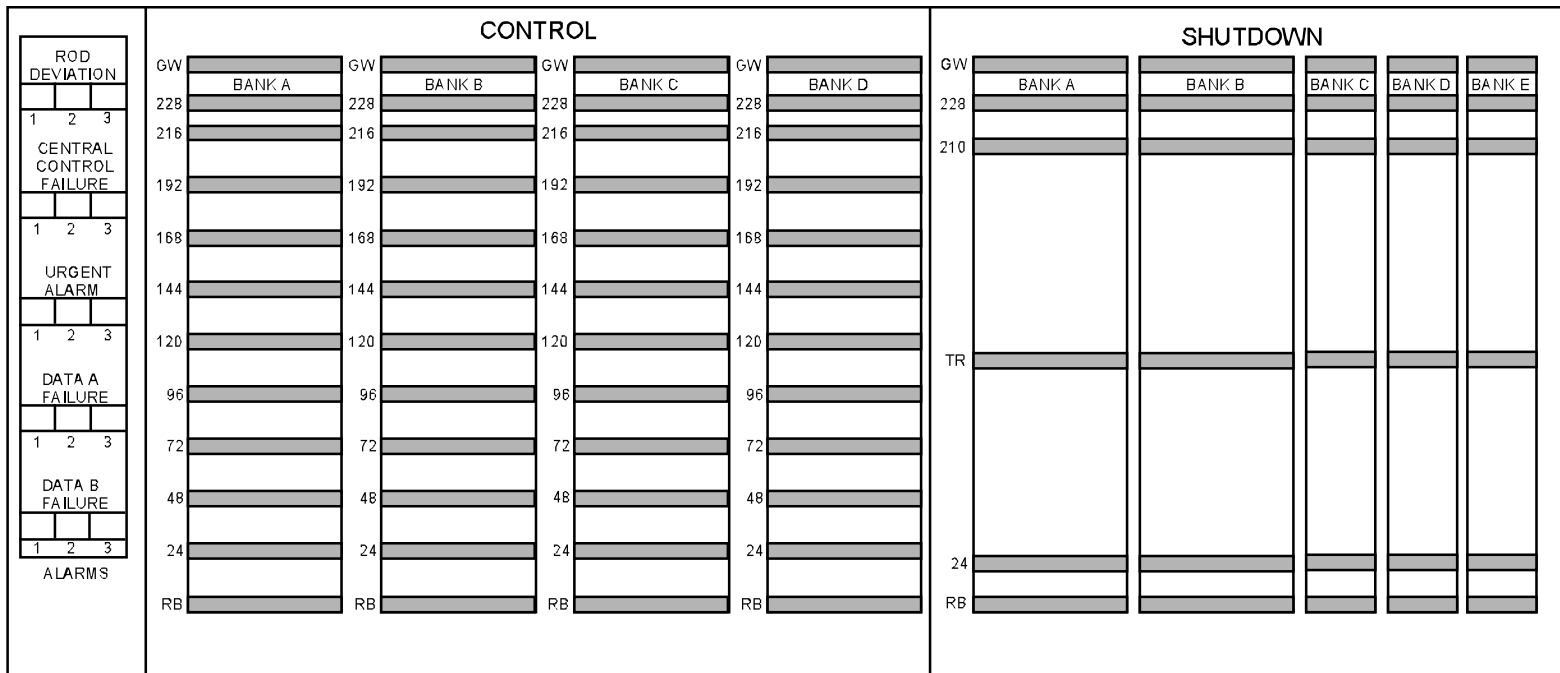 CONTROL
SHUTDOWN
ROD
DEVIATION
1 2 3
CENTRAL
CONTROL
FAILURE
1 2 3
URGENT
ALARM
1 2 3
DATA A
FAILURE
1 2 3
DATA B
FAILURE
1 2 3
ALARMS
GW GW GW GW
BANK A BANK B BANK C BANK D
228 228 228 228
216 216 216 216
192 192 192 192
168 168 168 168
144 144 144 144
120 120 120 120
96 96 96 96
72 72 72 72
48 48 48 48
24 24 24 24
RB RB RB RB
GW
BANK A BANK B BANK C BANK D BANK E
228
210
TR
24
RB